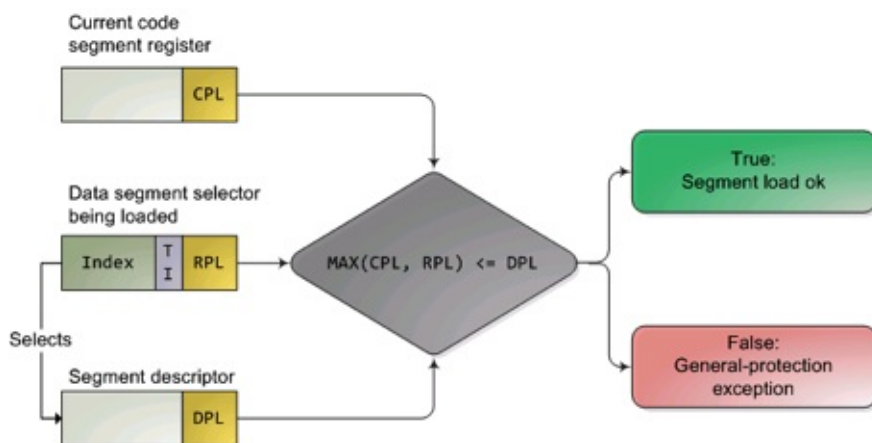 Current code
segment register
CPL
Data segment selector
being loaded
Index
T
I
RPL
Selects
Segment descriptor
DPL
MAX(CPL, RPL) <= DPL
True:
Segment load ok
False:
General-protection
exception